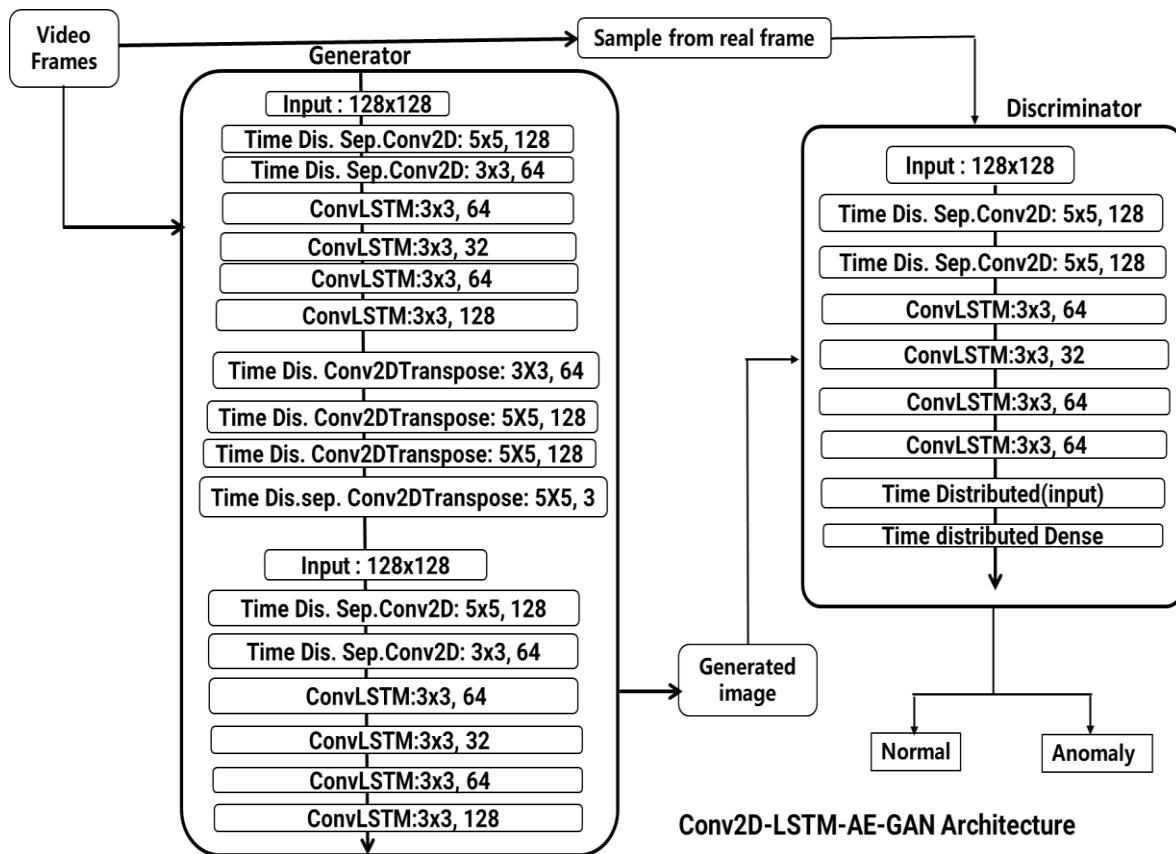 Video
Frames
Sample from real frame
Generator
Input : 128x128
Time Dis. Sep.Conv2D: 5x5, 128
Time Dis. Sep.Conv2D: 3x3, 64
ConvLSTM:3x3, 64
ConvLSTM:3x3, 32
ConvLSTM:3x3, 64
ConvLSTM:3x3, 128
Time Dis. Conv2DTranspose: 3X3, 64
Time Dis. Conv2DTranspose: 5X5, 128
Time Dis. Conv2DTranspose: 5X5, 128
Time Dis.sep. Conv2DTranspose: 5X5, 3
Input : 128x128
Time Dis. Sep.Conv2D: 5x5, 128
Time Dis. Sep.Conv2D: 3x3, 64
ConvLSTM:3x3, 64
ConvLSTM:3x3, 32
ConvLSTM:3x3, 64
ConvLSTM:3x3, 128
Generated
image
Discriminator
Input : 128x128
Time Dis. Sep.Conv2D: 5x5, 128
Time Dis. Sep.Conv2D: 5x5, 128
ConvLSTM:3x3, 64
ConvLSTM:3x3, 32
ConvLSTM:3x3, 64
ConvLSTM:3x3, 64
Time Distributed(input)
Time distributed Dense
Normal
Anomaly
Conv2D-LSTM-AE-GAN Architecture